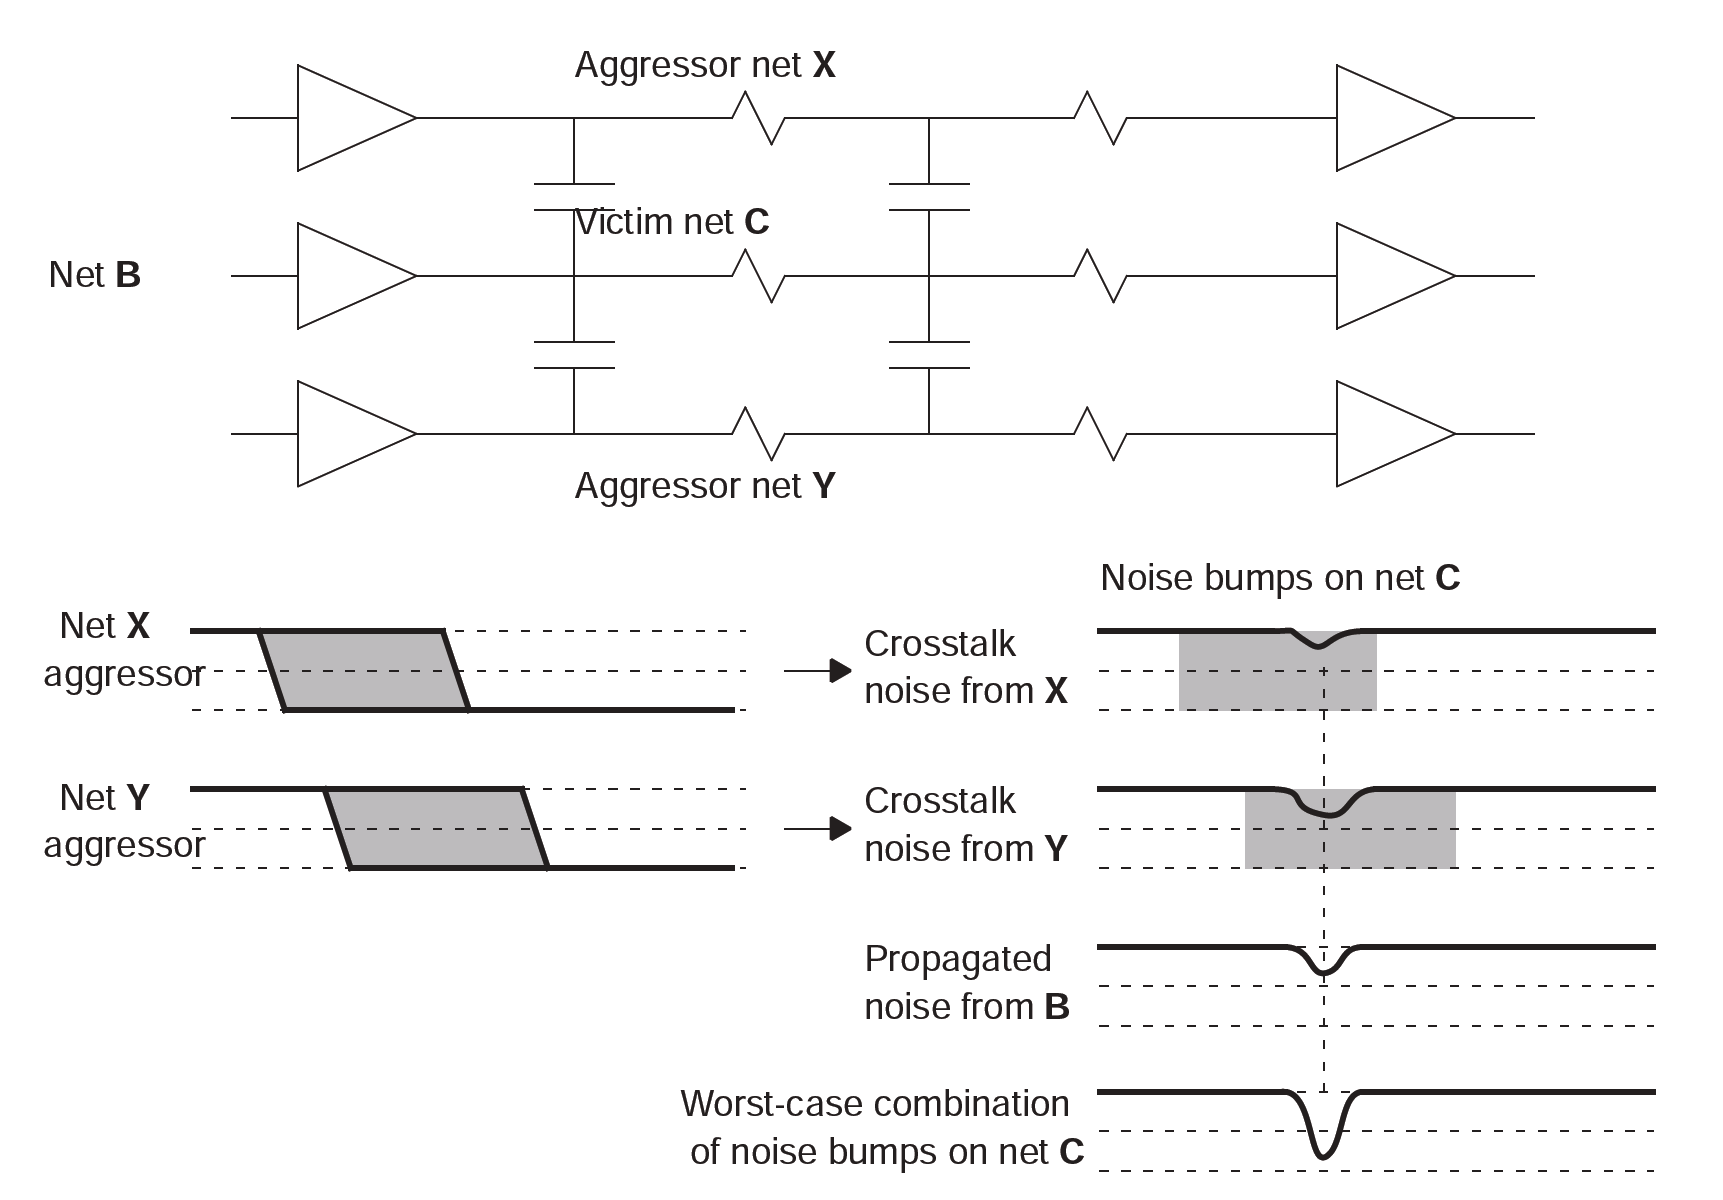 Aggressor net X
Victim net C
Net B
Aggressor net Y
Noise bumps on net C
Net X
aggressor
Crosstalk
noise from X
Net Y
aggressor
Crosstalk
noise from Y
Propagated
noise from B
Worst-case combination
of noise bumps on net C